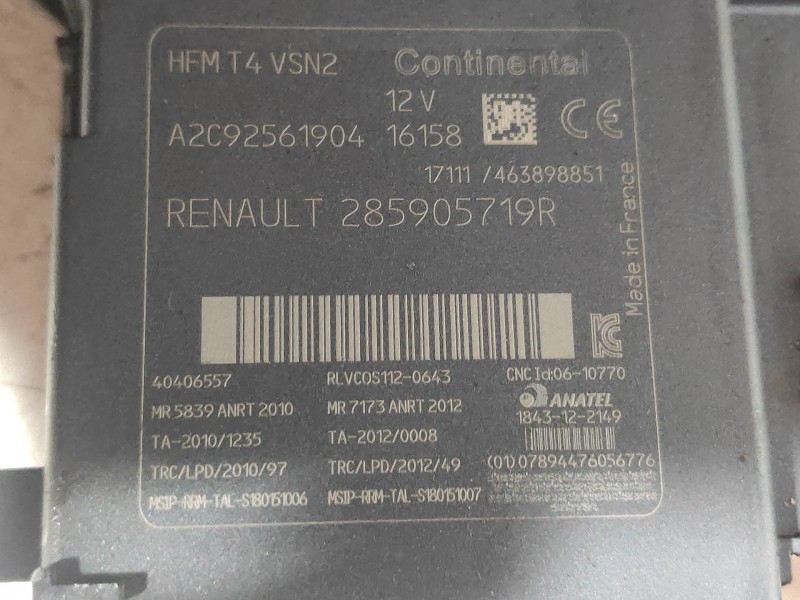 HFM T4 VSN2 Continental
12V
A2C92561904 16158
17111 /463898851
RENAULT 285905719R
Made in France
40406557 RLVCOS112-0643 CNC Id:06-10770
MR 5839 ANRT 2010 MR 7173 ANRT 2012 ANATEL
1843-12-2149
TA-2010/1235 TA-2012/0008
(01)07894476056776
TRC/LPD/2010/97 TRC/LPD/2012/49
MSIP-RRM-TAL-S180151006 MSIP-RRM-TAL-S180151007